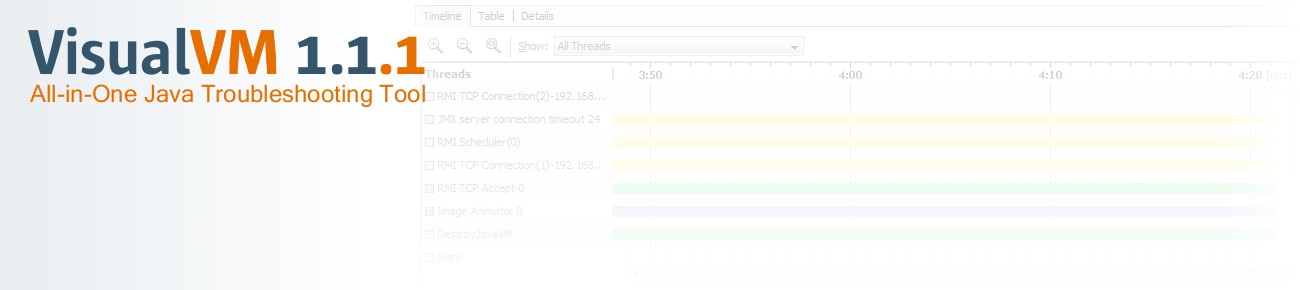 VisualVM 1.1.1
All-in-One Java Troubleshooting Tool
Timeline Table Details
Show: All Threads
Threads 3:50 4:00 4:10 4:20 [m:s]
RMI TCP Connection(2)-192.168...
JMX server connection timeout 24
RMI Scheduler(0)
RMI TCP Connection(1)-192.168...
RMI TCP Accept-0
Image Animator 0
DestroyJavaVM
Intro